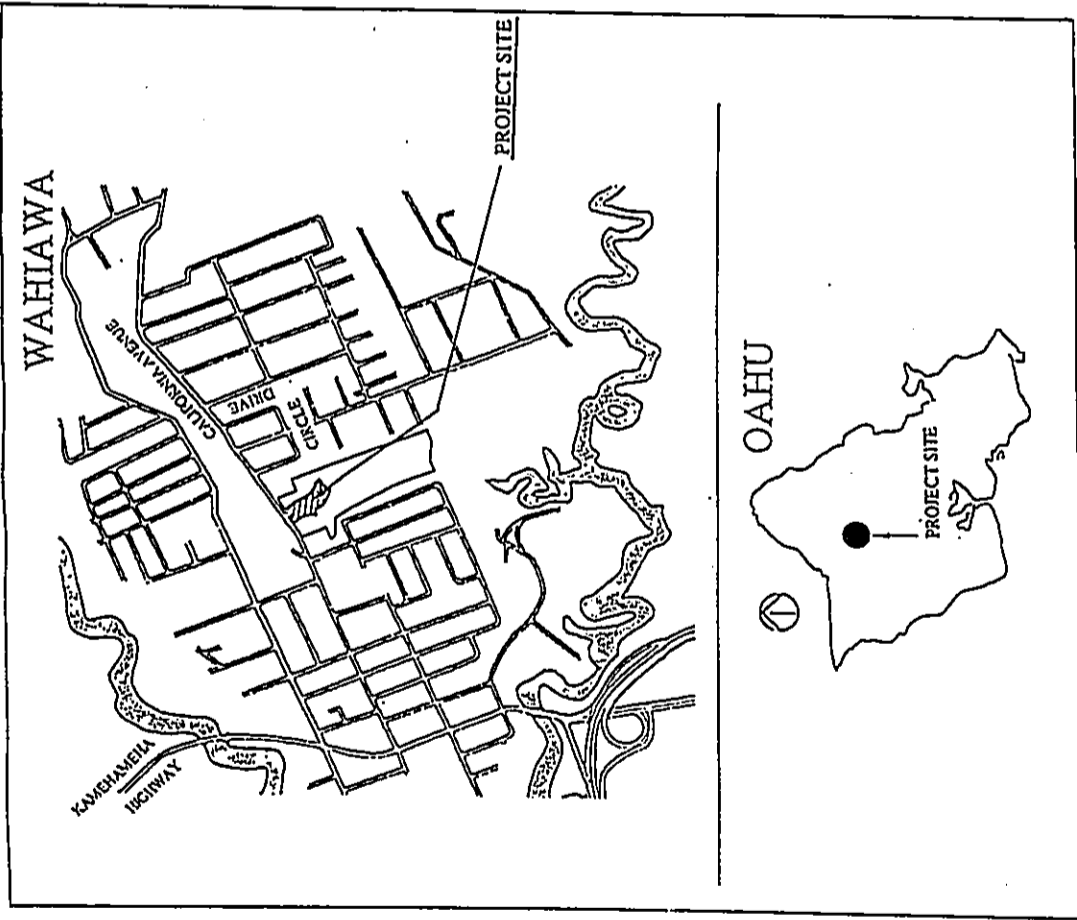 WAHIAWA
PROJECT SITE
CALIFORNIA AVENUE
DRIVE
CIRCLE
KAMEHAMEHA
HIGHWAY
OAHU
PROJECT SITE